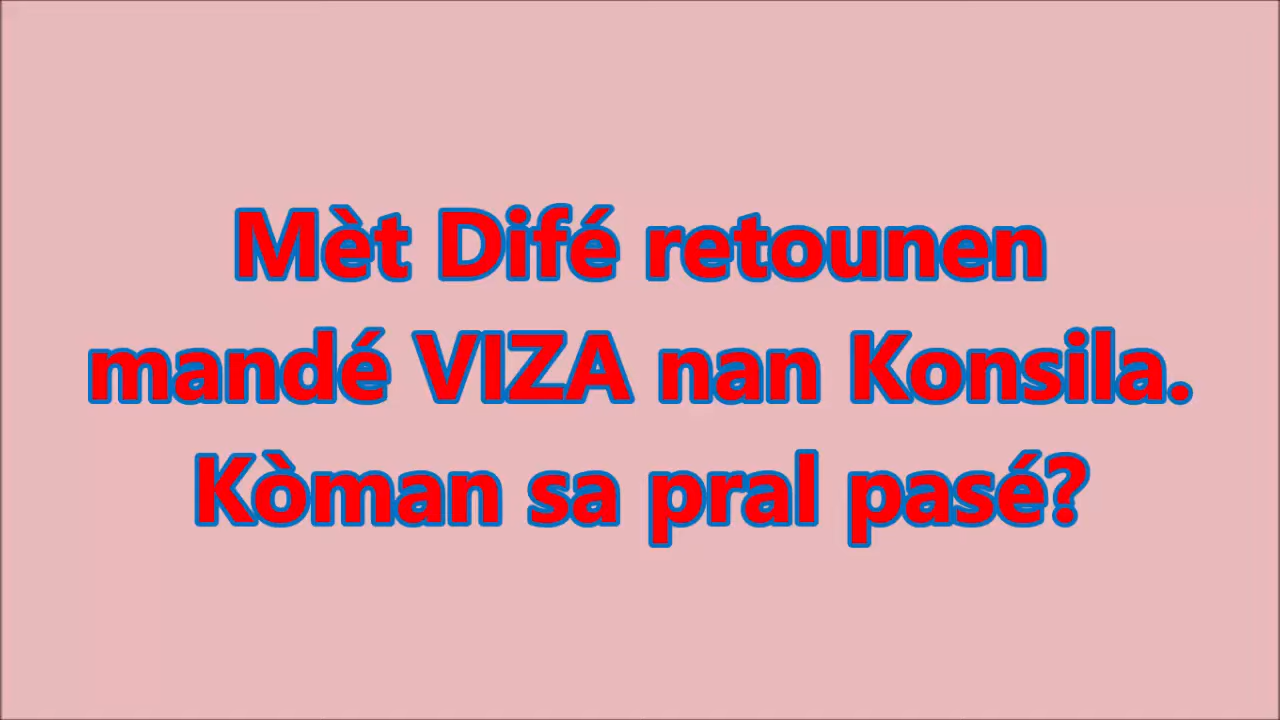 Mèt Difé retounen
mandé VIZA nan Konsila.
Kòman sa pral pasé?